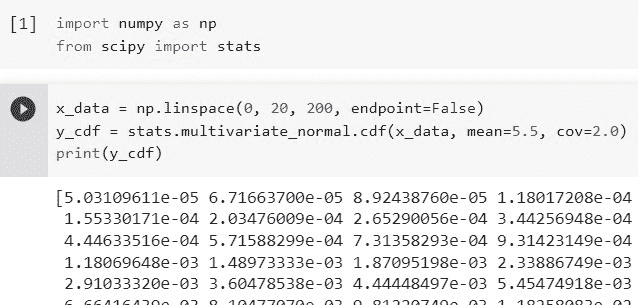 [1] import numpy as np
from scipy import stats
x_data = np.linspace(0, 20, 200, endpoint=False)
y_cdf = stats.multivariate_normal.cdf(x_data, mean=5.5, cov=2.0)
print(y_cdf)
[5.03109611e-05 6.71663700e-05 8.92438760e-05 1.18017208e-04
1.55330171e-04 2.03476009e-04 2.65290056e-04 3.44256948e-04
4.44633516e-04 5.71588299e-04 7.31358293e-04 9.31423149e-04
1.18069648e-03 1.48973333e-03 1.87095198e-03 2.33886749e-03
2.91033320e-03 3.60478538e-03 4.44448497e-03 5.45474918e-03